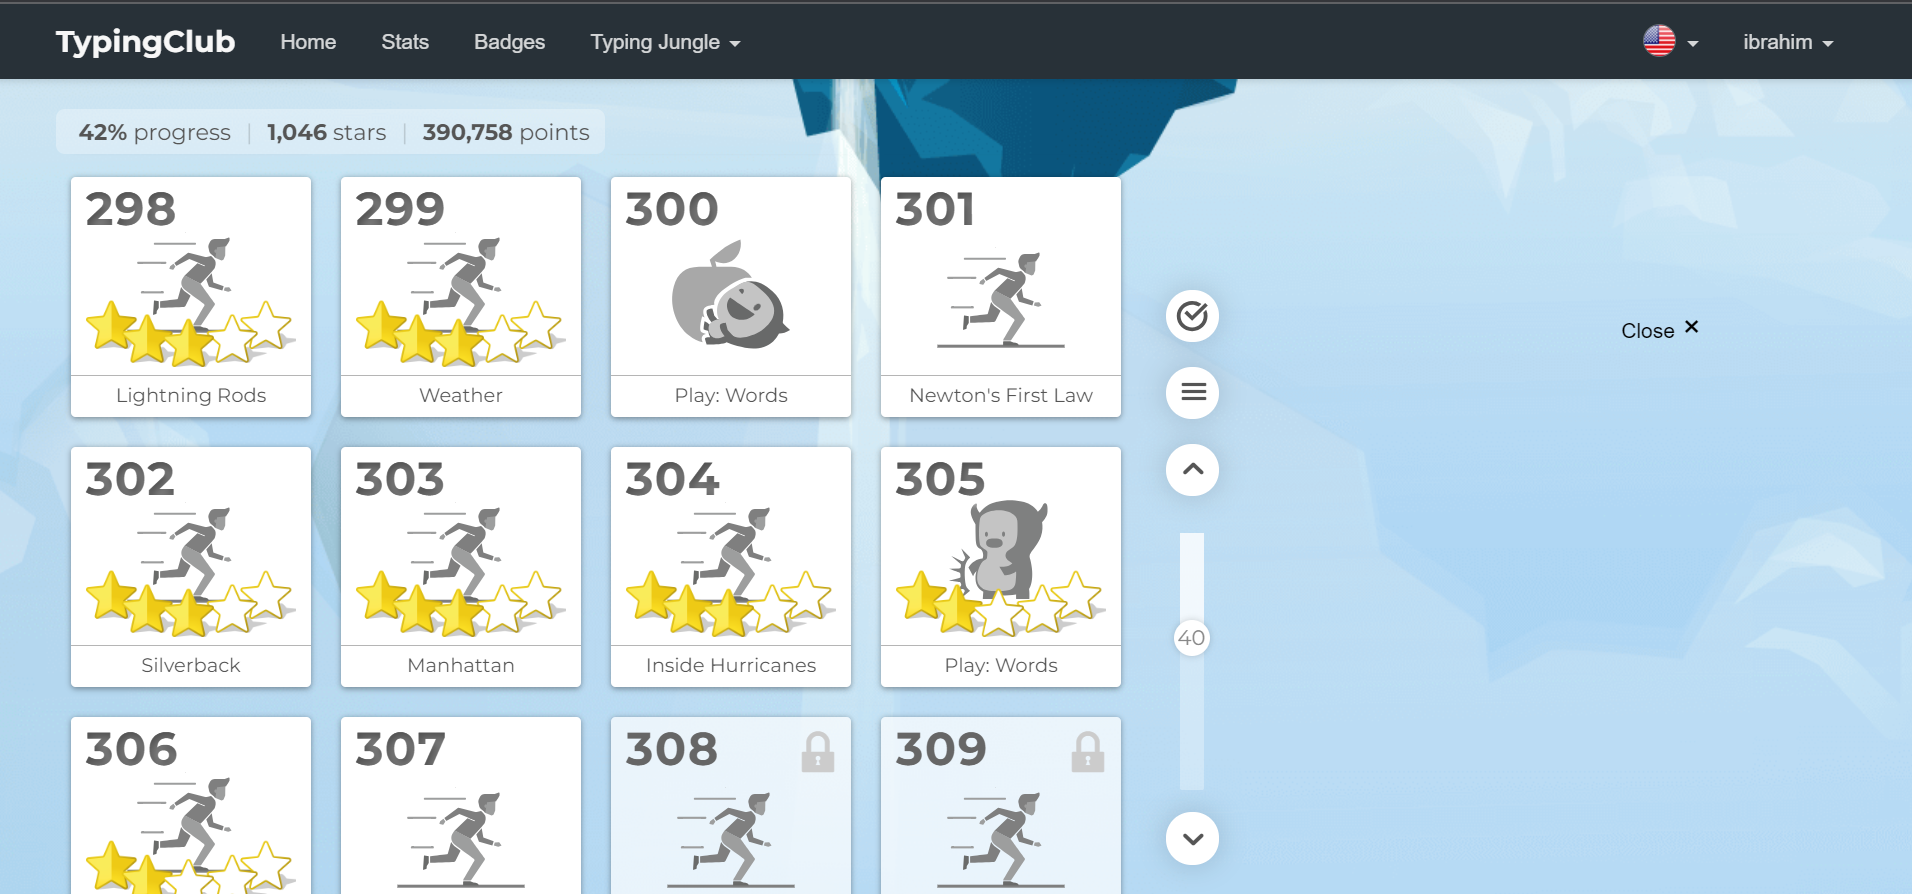 TypingClub Home Stats Badges Typing Jungle ibrahim
42% progress | 1,046 stars | 390,758 points
298 299 300 301
Close ✕
Lightning Rods Weather Play: Words Newton's First Law
302 303 304 305
40
Silverback Manhattan Inside Hurricanes Play: Words
306 307 308 309